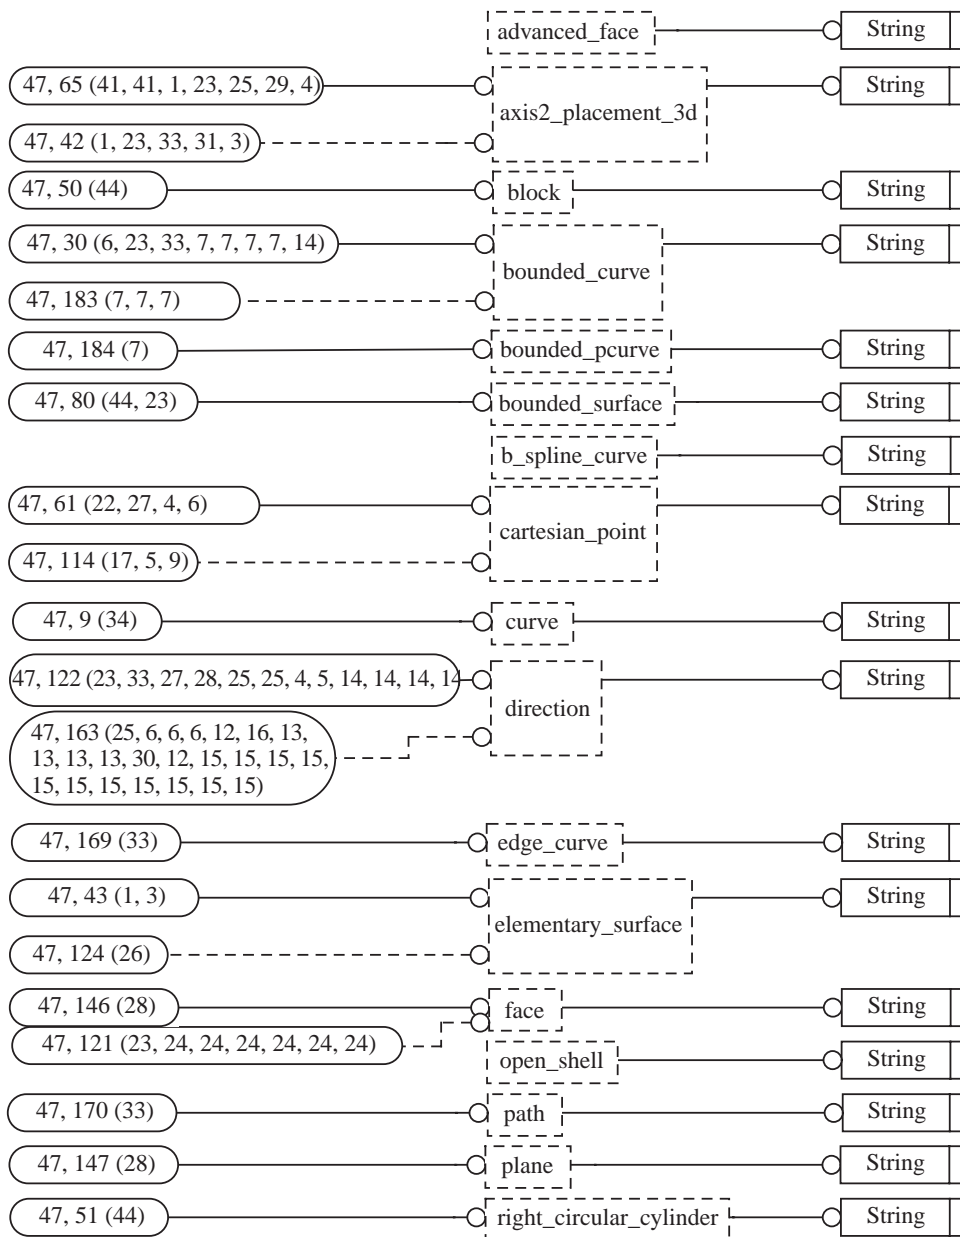 advanced_face String
47, 65 (41, 41, 1, 23, 25, 29, 4) String
axis2_placement_3d
47, 42 (1, 23, 33, 31, 3)
47, 50 (44) block String
47, 30 (6, 23, 33, 7, 7, 7, 7, 14) String
bounded_curve
47, 183 (7, 7, 7)
47, 184 (7) bounded_pcurve String
47, 80 (44, 23) bounded_surface String
b_spline_curve String
47, 61 (22, 27, 4, 6) String
cartesian_point
47, 114 (17, 5, 9)
47, 9 (34) curve String
47, 122 (23, 33, 27, 28, 25, 25, 4, 5, 14, 14, 14, 14 String
direction
47, 163 (25, 6, 6, 6, 12, 16, 13,
13, 13, 13, 30, 12, 15, 15, 15, 15,
15, 15, 15, 15, 15, 15, 15)
47, 169 (33) edge_curve String
47, 43 (1, 3) String
elementary_surface
47, 124 (26)
47, 146 (28) face String
47, 121 (23, 24, 24, 24, 24, 24, 24)
open_shell String
47, 170 (33) path String
47, 147 (28) plane String
47, 51 (44) right_circular_cylinder String